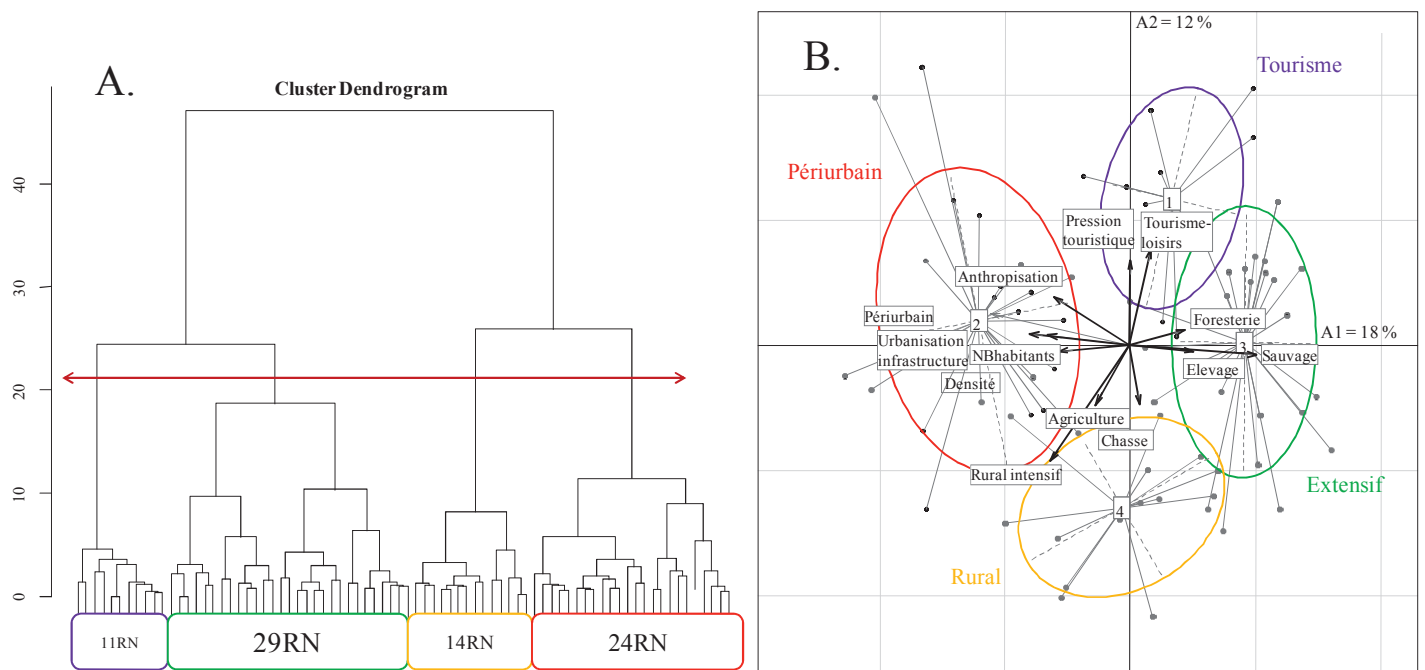 A.
Cluster Dendrogram
40
30
20
10
0
11RN
29RN
14RN
24RN
B.
A2 = 12 %
Tourisme
Périurbain
1
Pression
touristique
Tourisme-
loisirs
Anthropisation
Périurbain
2
Foresterie
A1 = 18 %
Urbanisation
infrastructure
NBhabitants
3
Sauvage
Elevage
Densité
Agriculture
Chasse
Rural intensif
Extensif
4
Rural